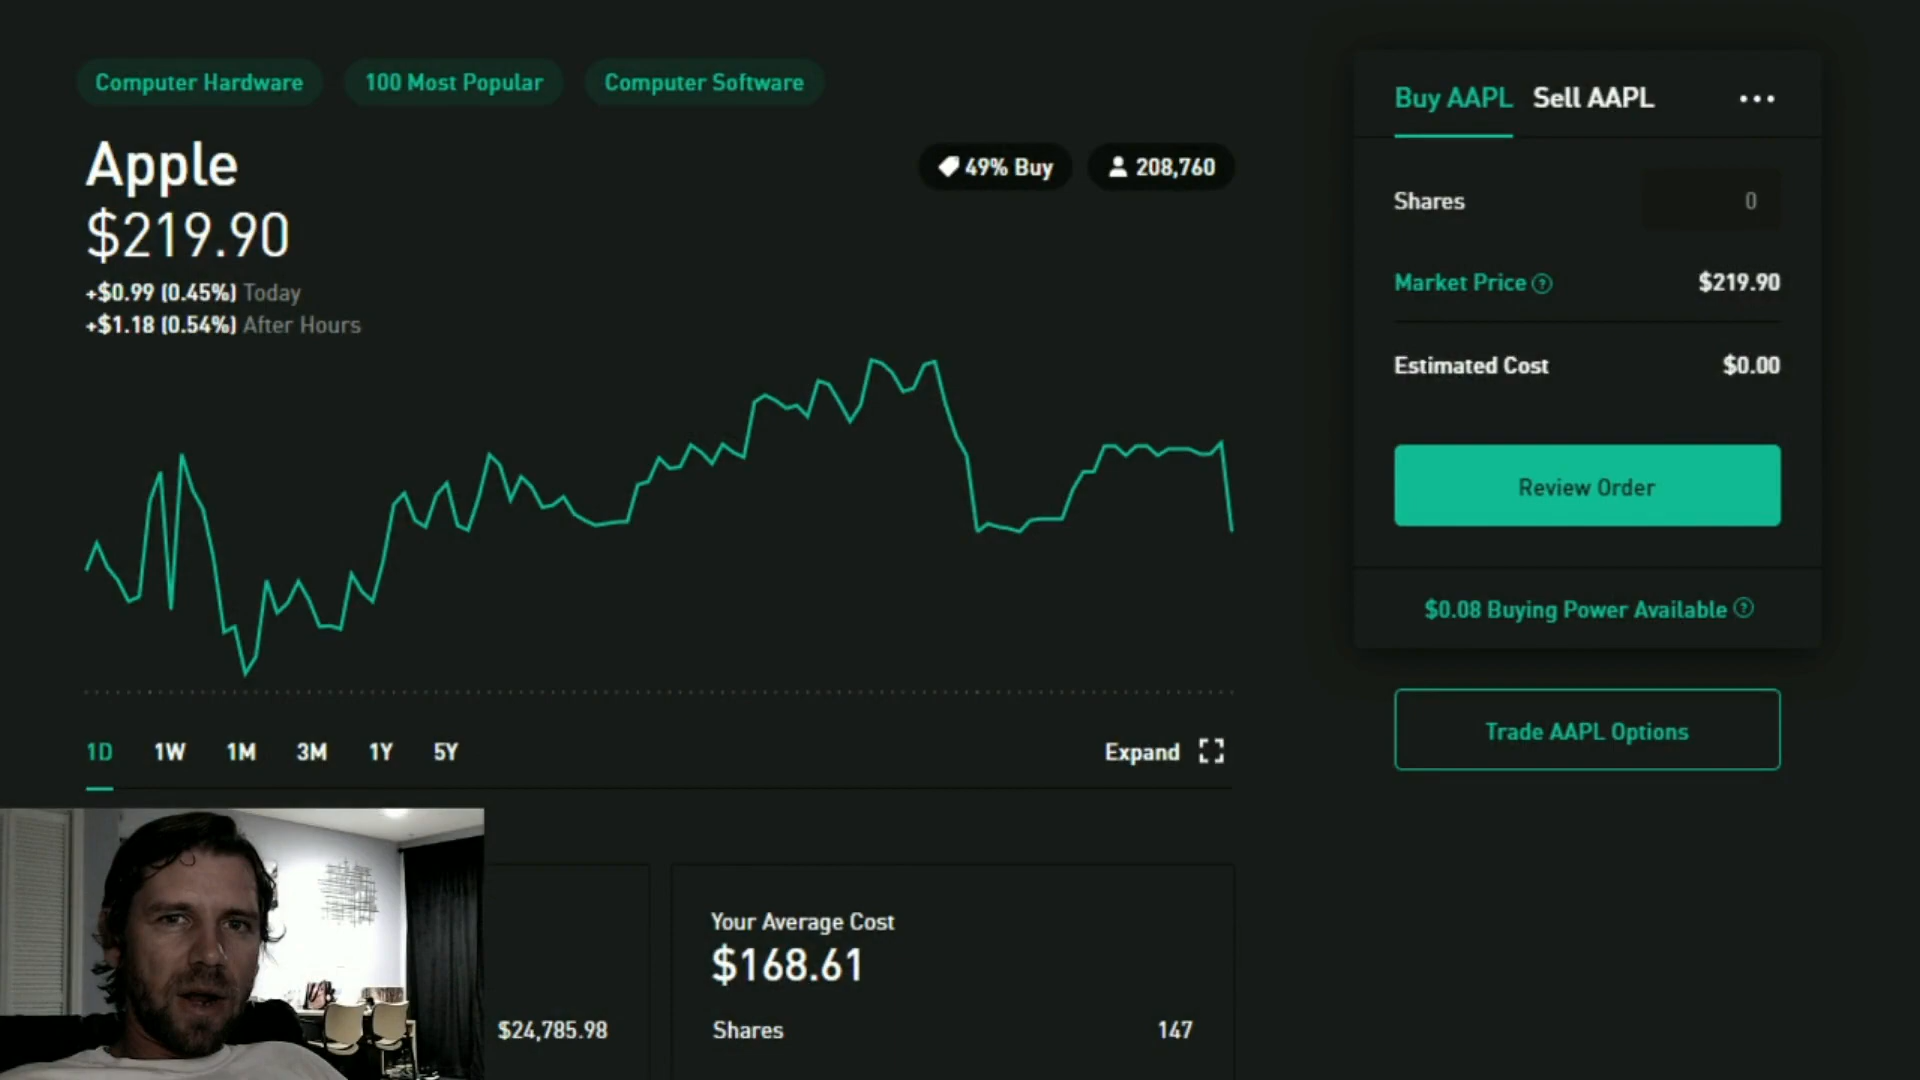 Computer Hardware
100 Most Popular
Computer Software
Apple
$219.90
+$0.99 (0.45%) Today
+$1.18 (0.54%) After Hours
49% Buy
208,760
1D 1W 1M 3M 1Y 5Y
Expand
$24,785.98
Your Average Cost
$168.61
Shares 147
Buy AAPL Sell AAPL
Shares 0
Market Price ? $219.90
Estimated Cost $0.00
Review Order
$0.08 Buying Power Available ?
Trade AAPL Options